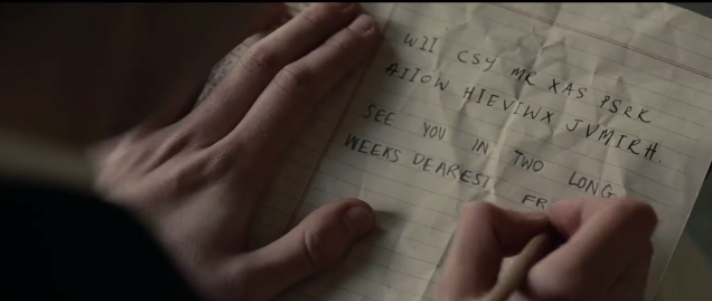 WII CSY MR XAS PSRK
AIIOW HIEVIWX JVMIRH.
SEE YOU IN TWO LONG
WEEKS DEAREST FR